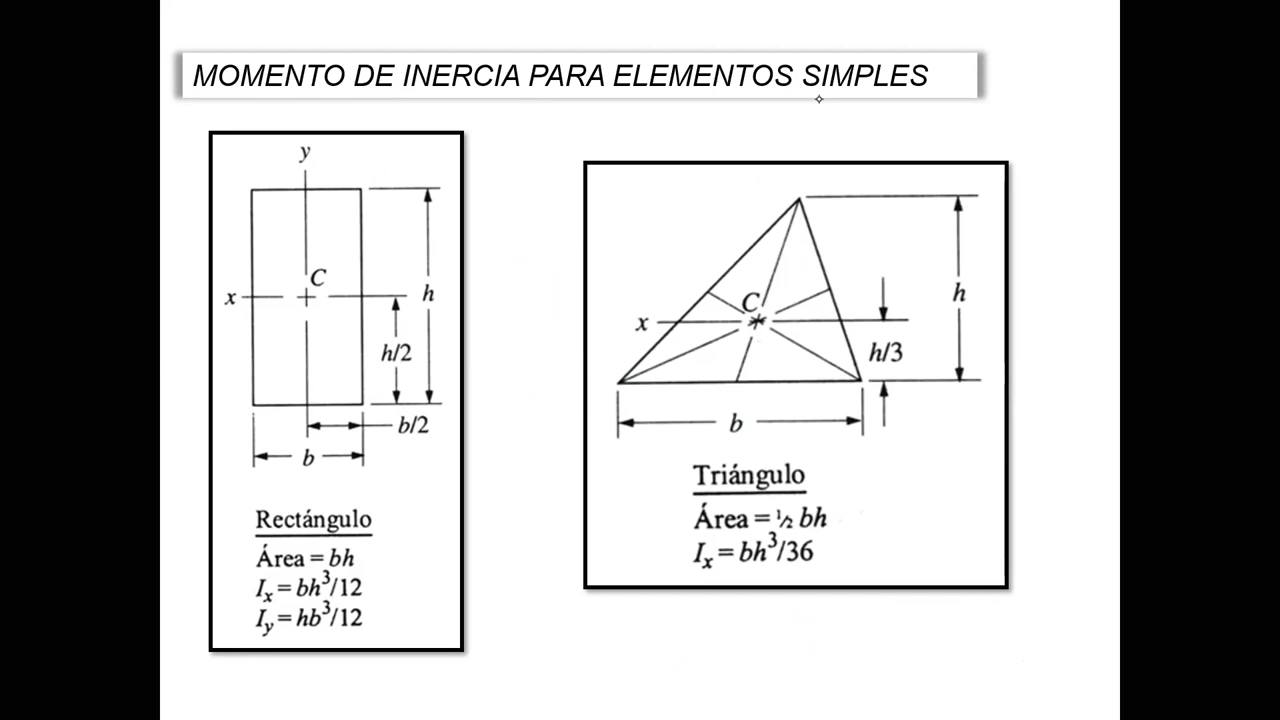 MOMENTO DE INERCIA PARA ELEMENTOS SIMPLES
y
C
x
h
h/2
b/2
b
Rectángulo
Área = bh
Iₓ = bh³/12
I_y = hb³/12
C
x
h
h/3
b
Triángulo
Área = ½ bh
Iₓ = bh³/36